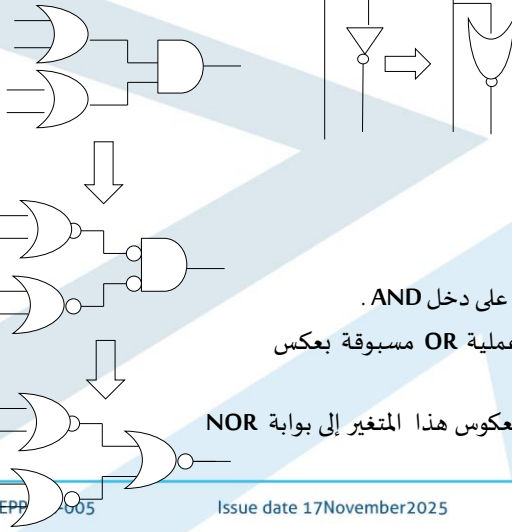 على دخل AND .
عملية OR مسبوقة بعكس
عكوس هذا المتغير إلى بوابة NOR
EPP -005
Issue date 17November2025